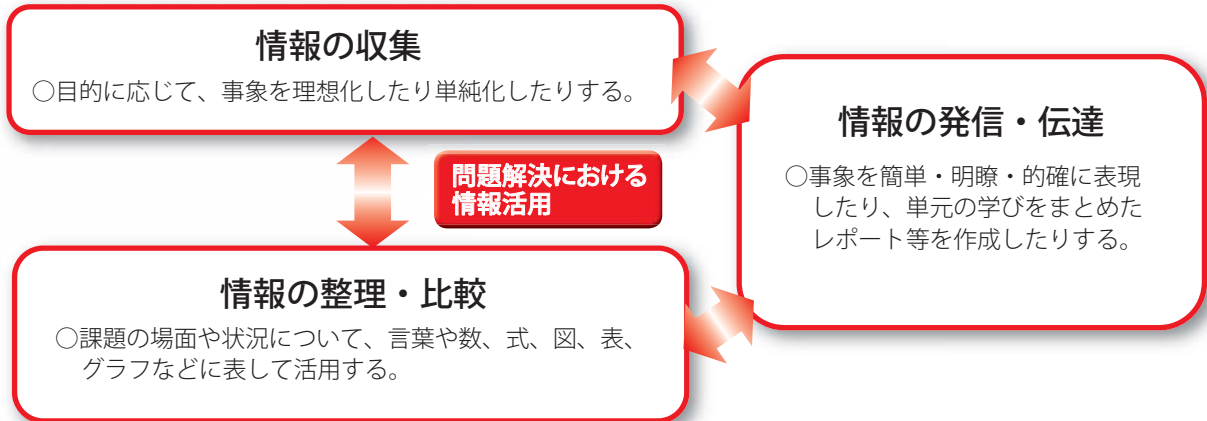 情報の収集
○目的に応じて、事象を理想化したり単純化したりする。
問題解決における
情報活用
情報の発信・伝達
○事象を簡単・明瞭・的確に表現
したり、単元の学びをまとめた
レポート等を作成したりする。
情報の整理・比較
○課題の場面や状況について、言葉や数、式、図、表、
グラフなどに表して活用する。